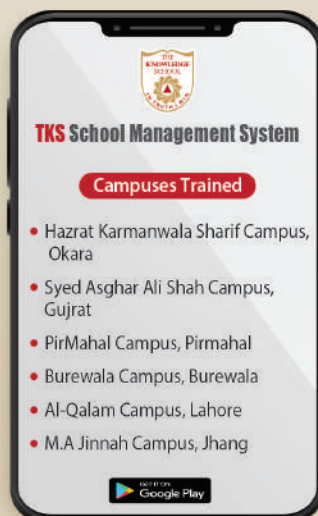 THE
KNOWLEDGE
SCHOOL
TKS School Management System
Campuses Trained
• Hazrat Karmanwala Sharif Campus,
Okara
• Syed Asghar Ali Shah Campus,
Gujrat
• PirMahal Campus, Pirmahal
• Burewala Campus, Burewala
• Al-Qalam Campus, Lahore
• M.A Jinnah Campus, Jhang
GET IT ON
Google Play